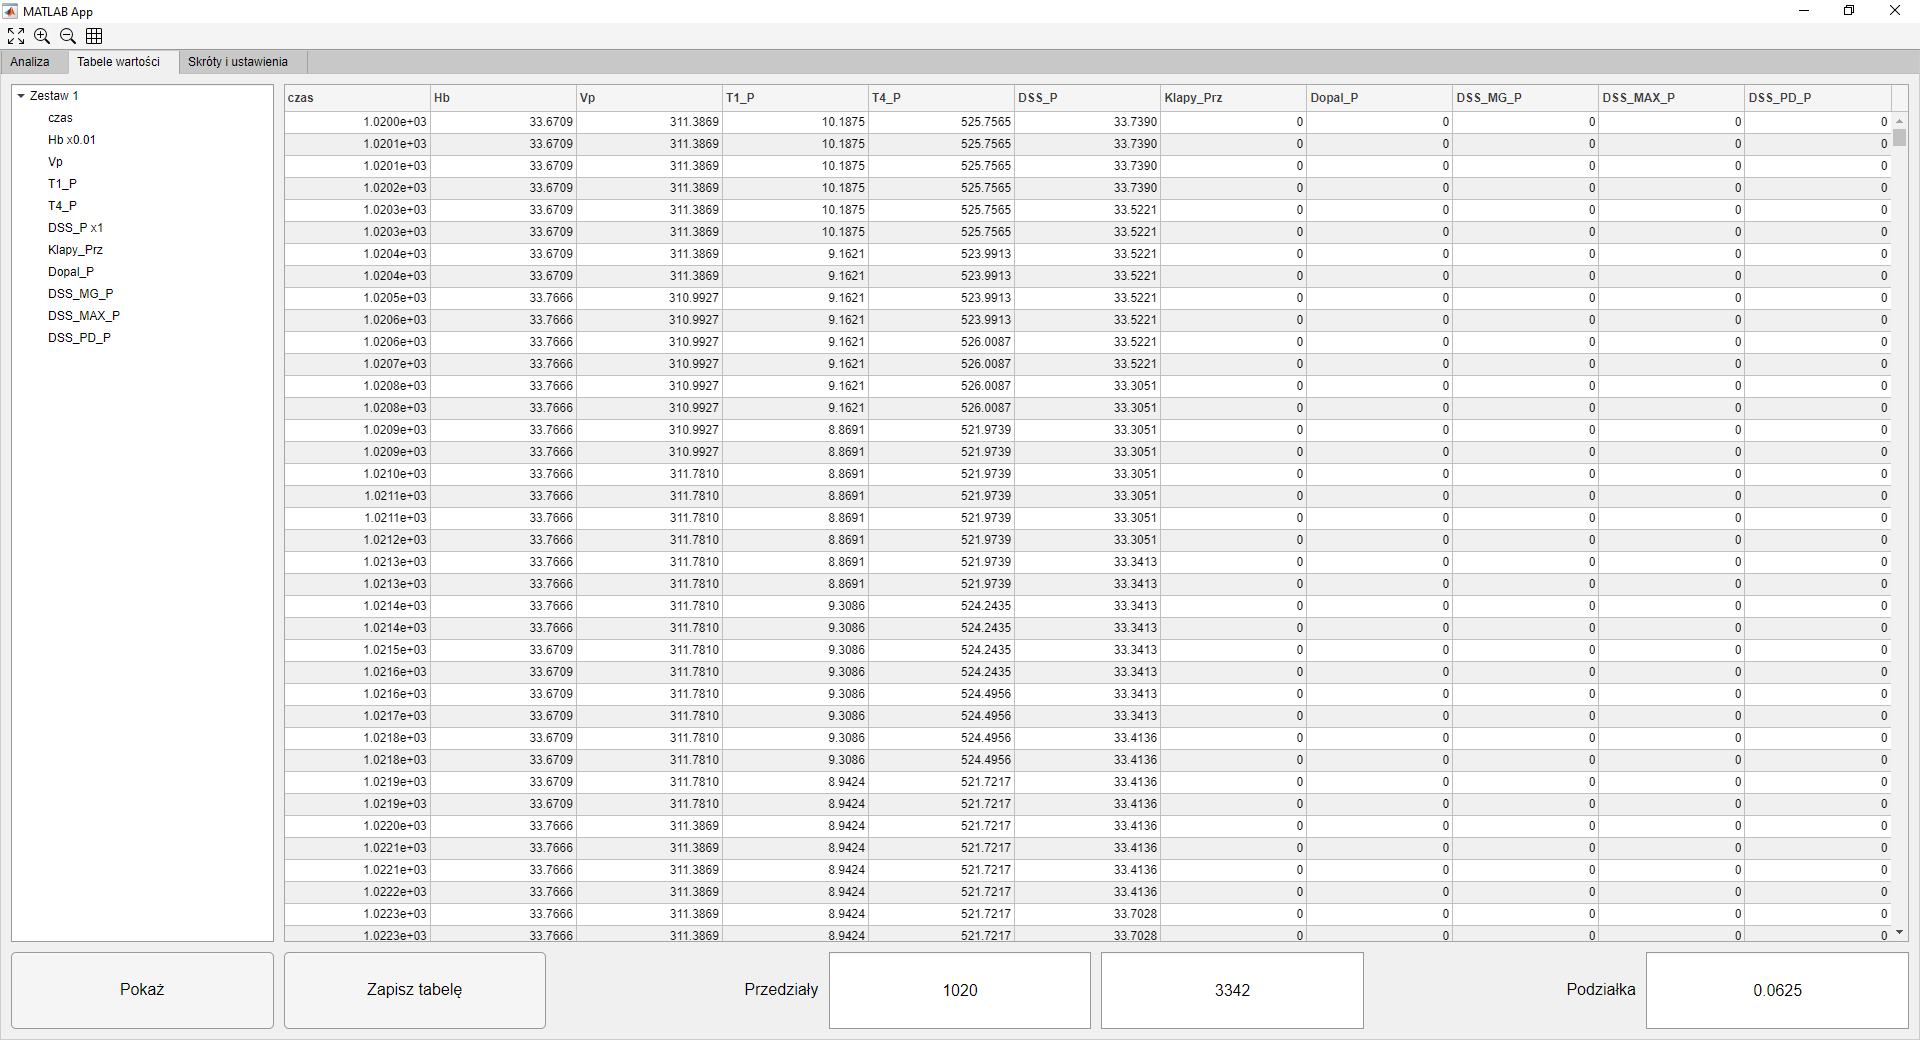 MATLAB App
Analiza Tabele wartości Skróty i ustawienia
Zestaw 1
czas
Hb x0.01
Vp
T1_P
T4_P
DSS_P x1
Klapy_Prz
Dopal_P
DSS_MG_P
DSS_MAX_P
DSS_PD_P
czas Hb Vp T1_P T4_P DSS_P Klapy_Prz Dopal_P DSS_MG_P DSS_MAX_P DSS_PD_P
1.0200e+03 33.6709 311.3869 10.1875 525.7565 33.7390 0 0 0 0 0
1.0201e+03 33.6709 311.3869 10.1875 525.7565 33.7390 0 0 0 0 0
1.0201e+03 33.6709 311.3869 10.1875 525.7565 33.7390 0 0 0 0 0
1.0202e+03 33.6709 311.3869 10.1875 525.7565 33.7390 0 0 0 0 0
1.0203e+03 33.6709 311.3869 10.1875 525.7565 33.5221 0 0 0 0 0
1.0203e+03 33.6709 311.3869 10.1875 525.7565 33.5221 0 0 0 0 0
1.0204e+03 33.6709 311.3869 9.1621 523.9913 33.5221 0 0 0 0 0
1.0204e+03 33.6709 311.3869 9.1621 523.9913 33.5221 0 0 0 0 0
1.0205e+03 33.7666 310.9927 9.1621 523.9913 33.5221 0 0 0 0 0
1.0206e+03 33.7666 310.9927 9.1621 523.9913 33.5221 0 0 0 0 0
1.0206e+03 33.7666 310.9927 9.1621 526.0087 33.5221 0 0 0 0 0
1.0207e+03 33.7666 310.9927 9.1621 526.0087 33.5221 0 0 0 0 0
1.0208e+03 33.7666 310.9927 9.1621 526.0087 33.3051 0 0 0 0 0
1.0208e+03 33.7666 310.9927 9.1621 526.0087 33.3051 0 0 0 0 0
1.0209e+03 33.7666 310.9927 8.8691 521.9739 33.3051 0 0 0 0 0
1.0209e+03 33.7666 310.9927 8.8691 521.9739 33.3051 0 0 0 0 0
1.0210e+03 33.7666 311.7810 8.8691 521.9739 33.3051 0 0 0 0 0
1.0211e+03 33.7666 311.7810 8.8691 521.9739 33.3051 0 0 0 0 0
1.0211e+03 33.7666 311.7810 8.8691 521.9739 33.3051 0 0 0 0 0
1.0212e+03 33.7666 311.7810 8.8691 521.9739 33.3051 0 0 0 0 0
1.0213e+03 33.7666 311.7810 8.8691 521.9739 33.3413 0 0 0 0 0
1.0213e+03 33.7666 311.7810 8.8691 521.9739 33.3413 0 0 0 0 0
1.0214e+03 33.7666 311.7810 9.3086 524.2435 33.3413 0 0 0 0 0
1.0214e+03 33.7666 311.7810 9.3086 524.2435 33.3413 0 0 0 0 0
1.0215e+03 33.6709 311.7810 9.3086 524.2435 33.3413 0 0 0 0 0
1.0216e+03 33.6709 311.7810 9.3086 524.2435 33.3413 0 0 0 0 0
1.0216e+03 33.6709 311.7810 9.3086 524.4956 33.3413 0 0 0 0 0
1.0217e+03 33.6709 311.7810 9.3086 524.4956 33.3413 0 0 0 0 0
1.0218e+03 33.6709 311.7810 9.3086 524.4956 33.4136 0 0 0 0 0
1.0218e+03 33.6709 311.7810 9.3086 524.4956 33.4136 0 0 0 0 0
1.0219e+03 33.6709 311.7810 8.9424 521.7217 33.4136 0 0 0 0 0
1.0219e+03 33.6709 311.7810 8.9424 521.7217 33.4136 0 0 0 0 0
1.0220e+03 33.7666 311.3869 8.9424 521.7217 33.4136 0 0 0 0 0
1.0221e+03 33.7666 311.3869 8.9424 521.7217 33.4136 0 0 0 0 0
1.0221e+03 33.7666 311.3869 8.9424 521.7217 33.4136 0 0 0 0 0
1.0222e+03 33.7666 311.3869 8.9424 521.7217 33.4136 0 0 0 0 0
1.0223e+03 33.7666 311.3869 8.9424 521.7217 33.7028 0 0 0 0 0
1.0223e+03 33.7666 311.3869 8.9424 521.7217 33.7028 0 0 0 0 0
Pokaż Zapisz tabelę Przedziały 1020 3342 Podziałka 0.0625